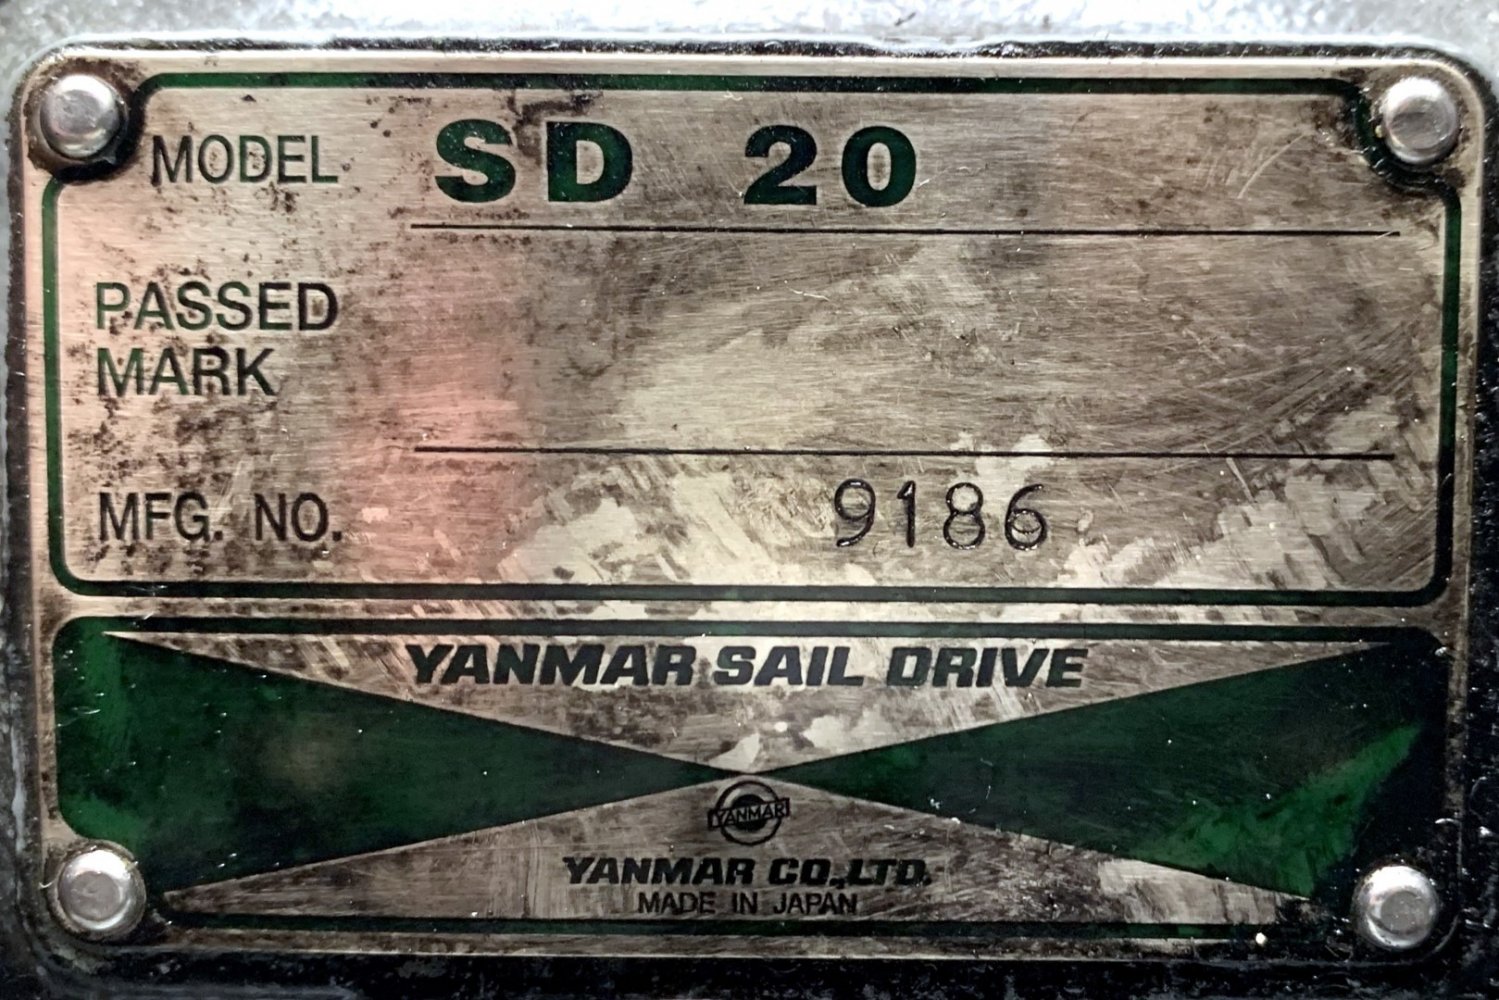 MODEL SD 20
PASSED
MARK
MFG. NO. 9186
YANMAR SAIL DRIVE
YANMAR
YANMAR CO.,LTD.
MADE IN JAPAN